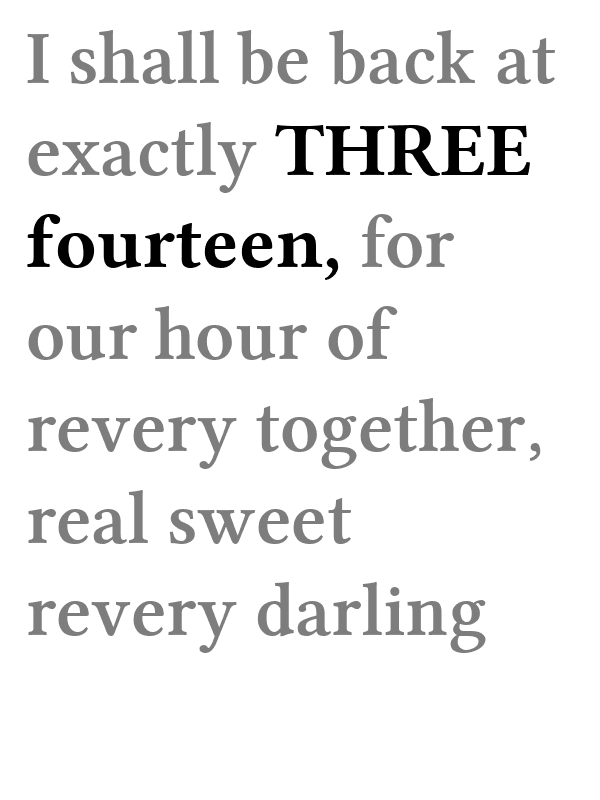 I shall be back at
exactly THREE
fourteen, for
our hour of
revery together,
real sweet
revery darling